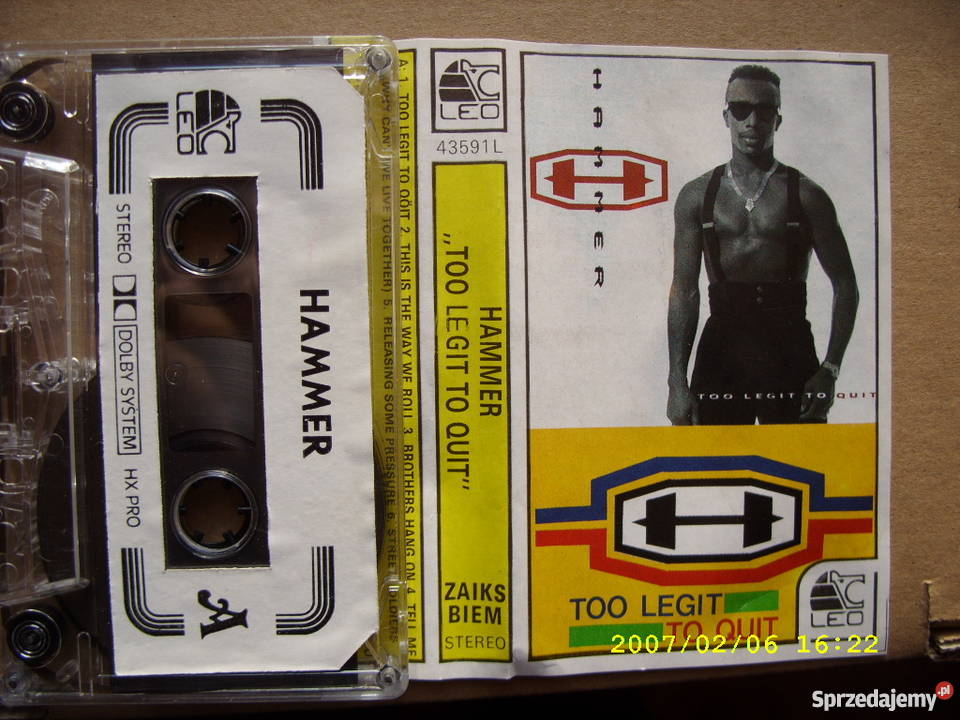 LEO
STEREO
DOLBY SYSTEM
HX PRO
HAMMER
A
A: 1. TOO LEGIT TO QÖIT 2. THIS IS THE WAY WE ROLL 3. BROTHERS HANG ON 4. TELL ME
(WHY CAN'T WE LIVE TOGETHER) 5. RELEASING SOME PRESSURE 6. STREET
LEO
43591L
HAMMER
„TOO LEGIT TO QUIT"
ZAIKS
BIEM
STEREO
HAMMER
H
TOO LEGIT TO QUIT
H
TOO LEGIT
TO QUIT
LEO
2007/02/06 16:22
Sprzedajemy.pl